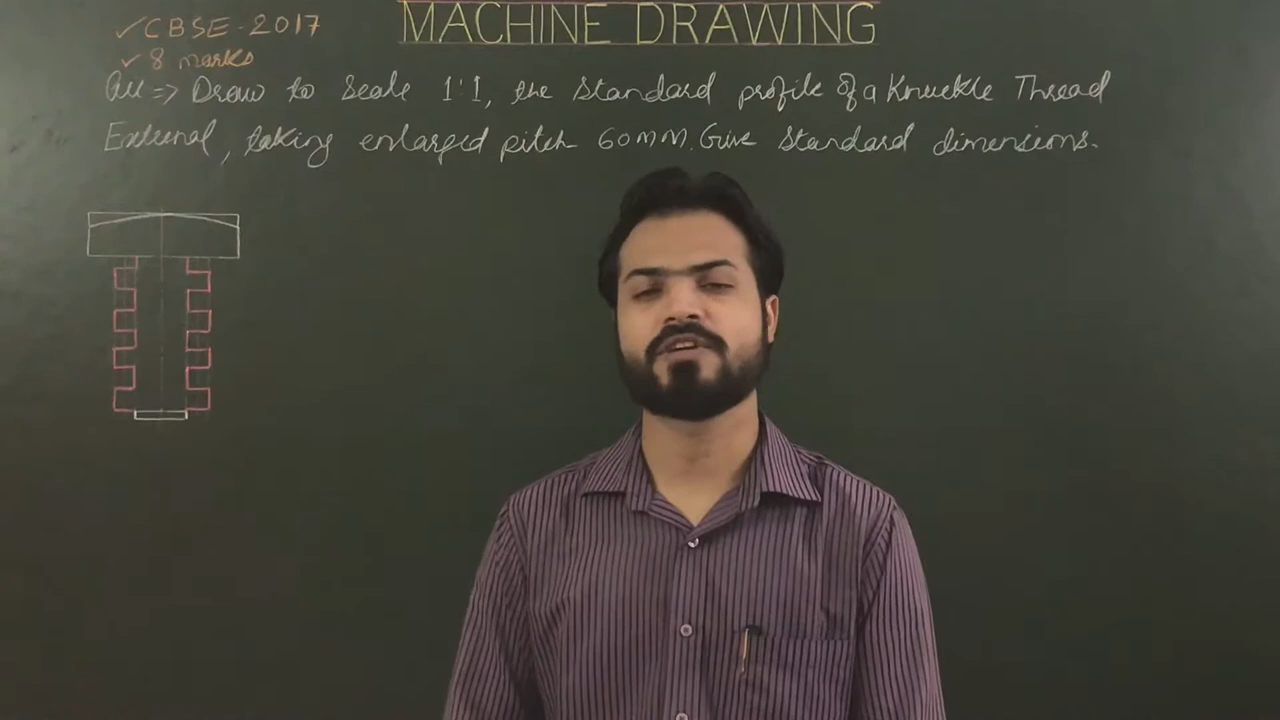 ✓CBSE-2017
MACHINE DRAWING
✓8 marks
Qu ⇒ Draw to Scale 1:1, the standard profile of a Knuckle Thread
External, taking enlarged pitch 60MM. Give standard dimensions.